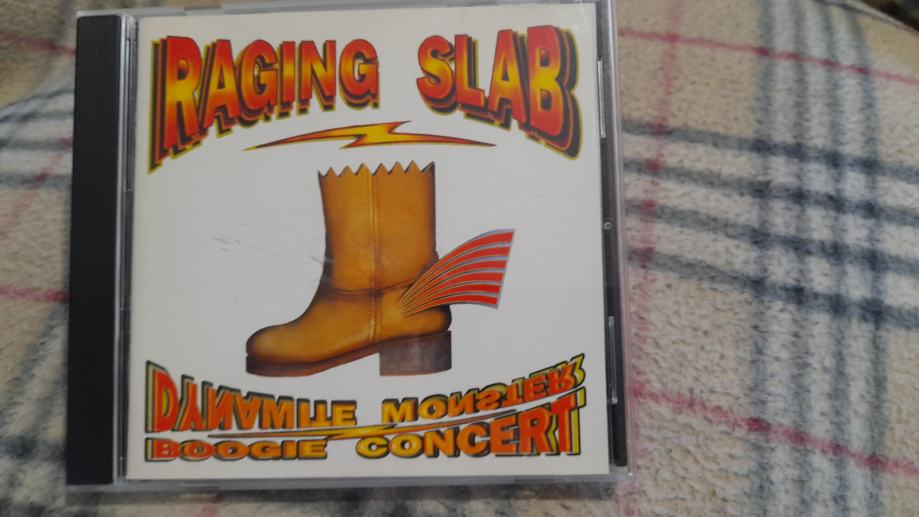 RAGING SLAB
DYNAMITE MONSTER
BOOGIE CONCERT